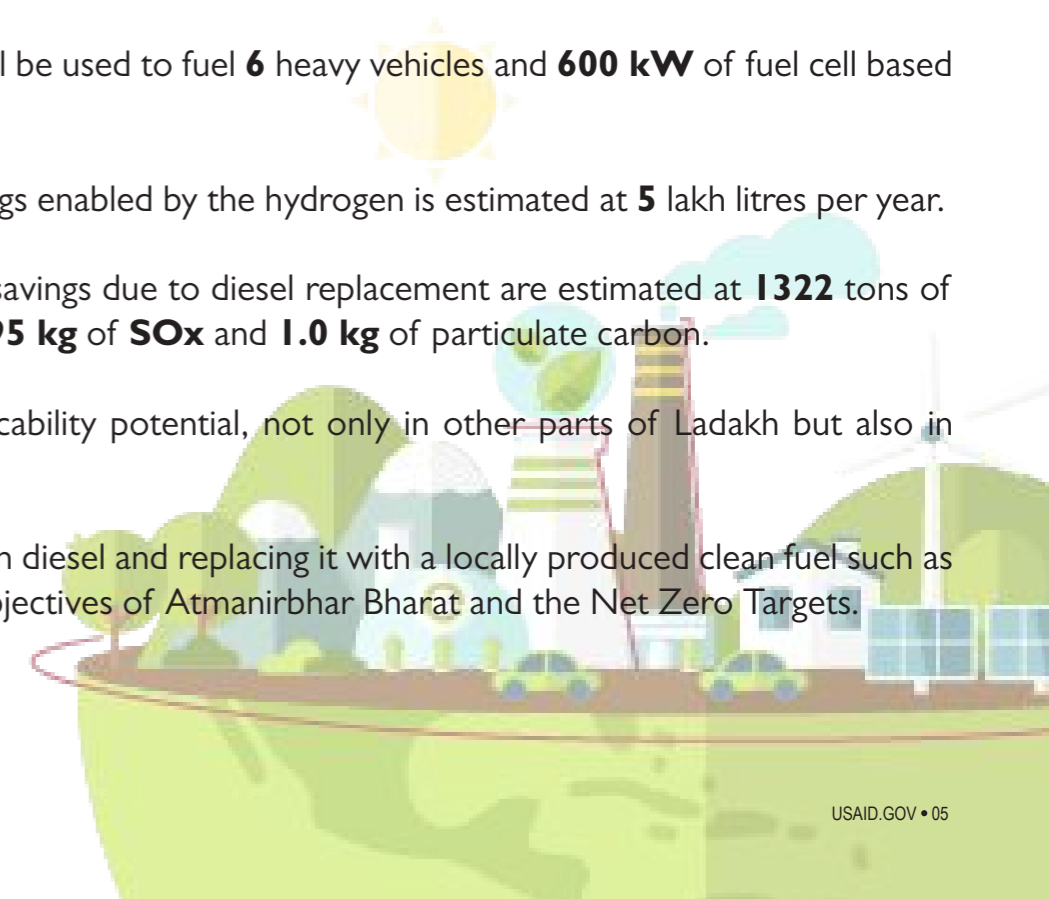 l be used to fuel 6 heavy vehicles and 600 kW of fuel cell based
gs enabled by the hydrogen is estimated at 5 lakh litres per year.
savings due to diesel replacement are estimated at 1322 tons of
95 kg of SOx and 1.0 kg of particulate carbon.
cability potential, not only in other parts of Ladakh but also in
n diesel and replacing it with a locally produced clean fuel such as
bjectives of Atmanirbhar Bharat and the Net Zero Targets.
USAID.GOV • 05